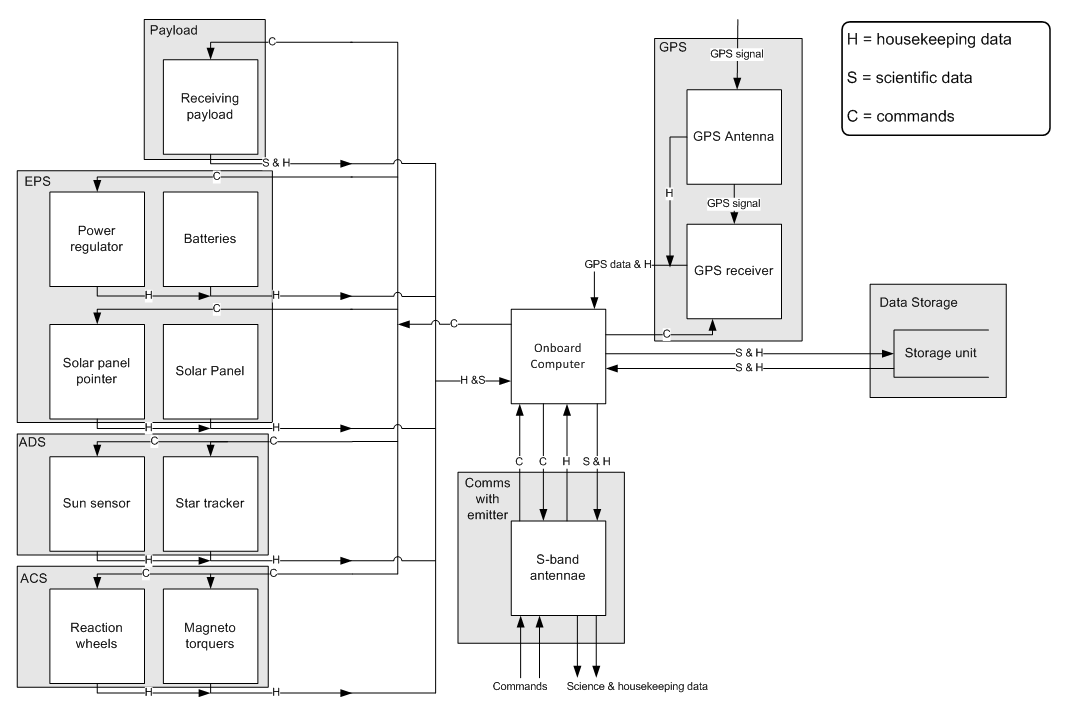 Payload
C
Receiving
payload
S & H
EPS
C
Power
regulator
Batteries
H
H
C
Solar panel
pointer
Solar Panel
H
H
ADS
C
C
Sun sensor
Star tracker
H
H
ACS
C
C
Reaction
wheels
Magneto
torquers
H
H
GPS
GPS signal
GPS Antenna
H
GPS signal
GPS data & H
GPS receiver
C
C
Onboard
Computer
H &S
S & H
S & H
Data Storage
Storage unit
C
C
H
S & H
Comms
with
emitter
S-band
antennae
Commands
Science & housekeeping data
H = housekeeping data
S = scientific data
C = commands